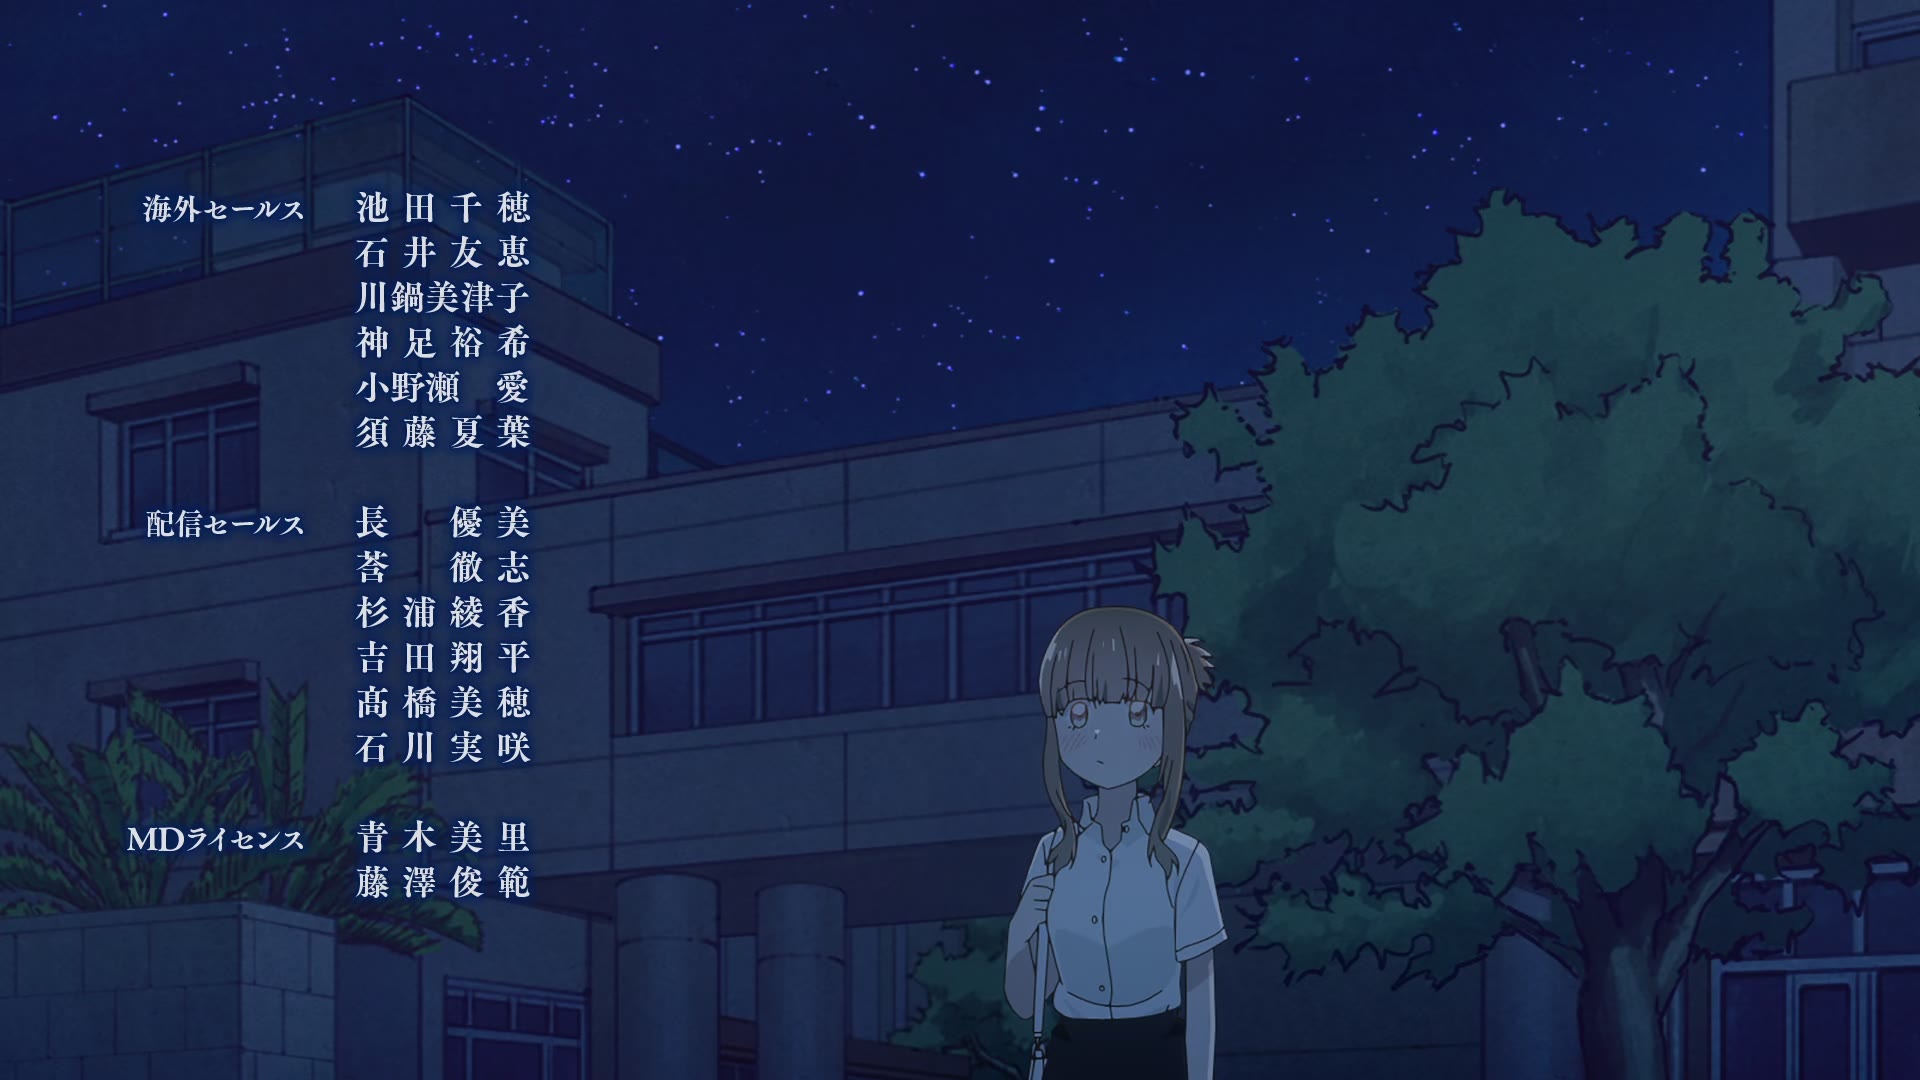 海外セールス 池田千穂
石井友恵
川鍋美津子
神足裕希
小野瀬 愛
須藤夏葉
配信セールス 長 優美
荅 徹志
杉浦綾香
吉田翔平
髙橋美穂
石川実咲
MDライセンス 青木美里
藤澤俊範